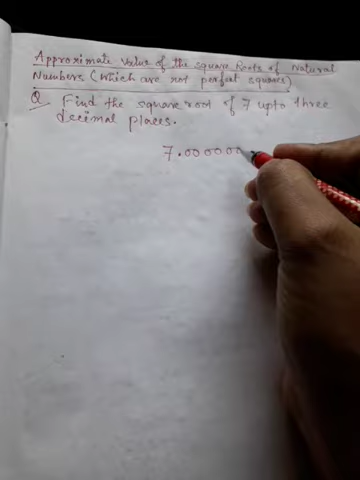 Approximate Value of the Square Roots of Natural
Numbers (Which are not perfect squares)
Q Find the square root of 7 upto three
decimal places.
7.000000